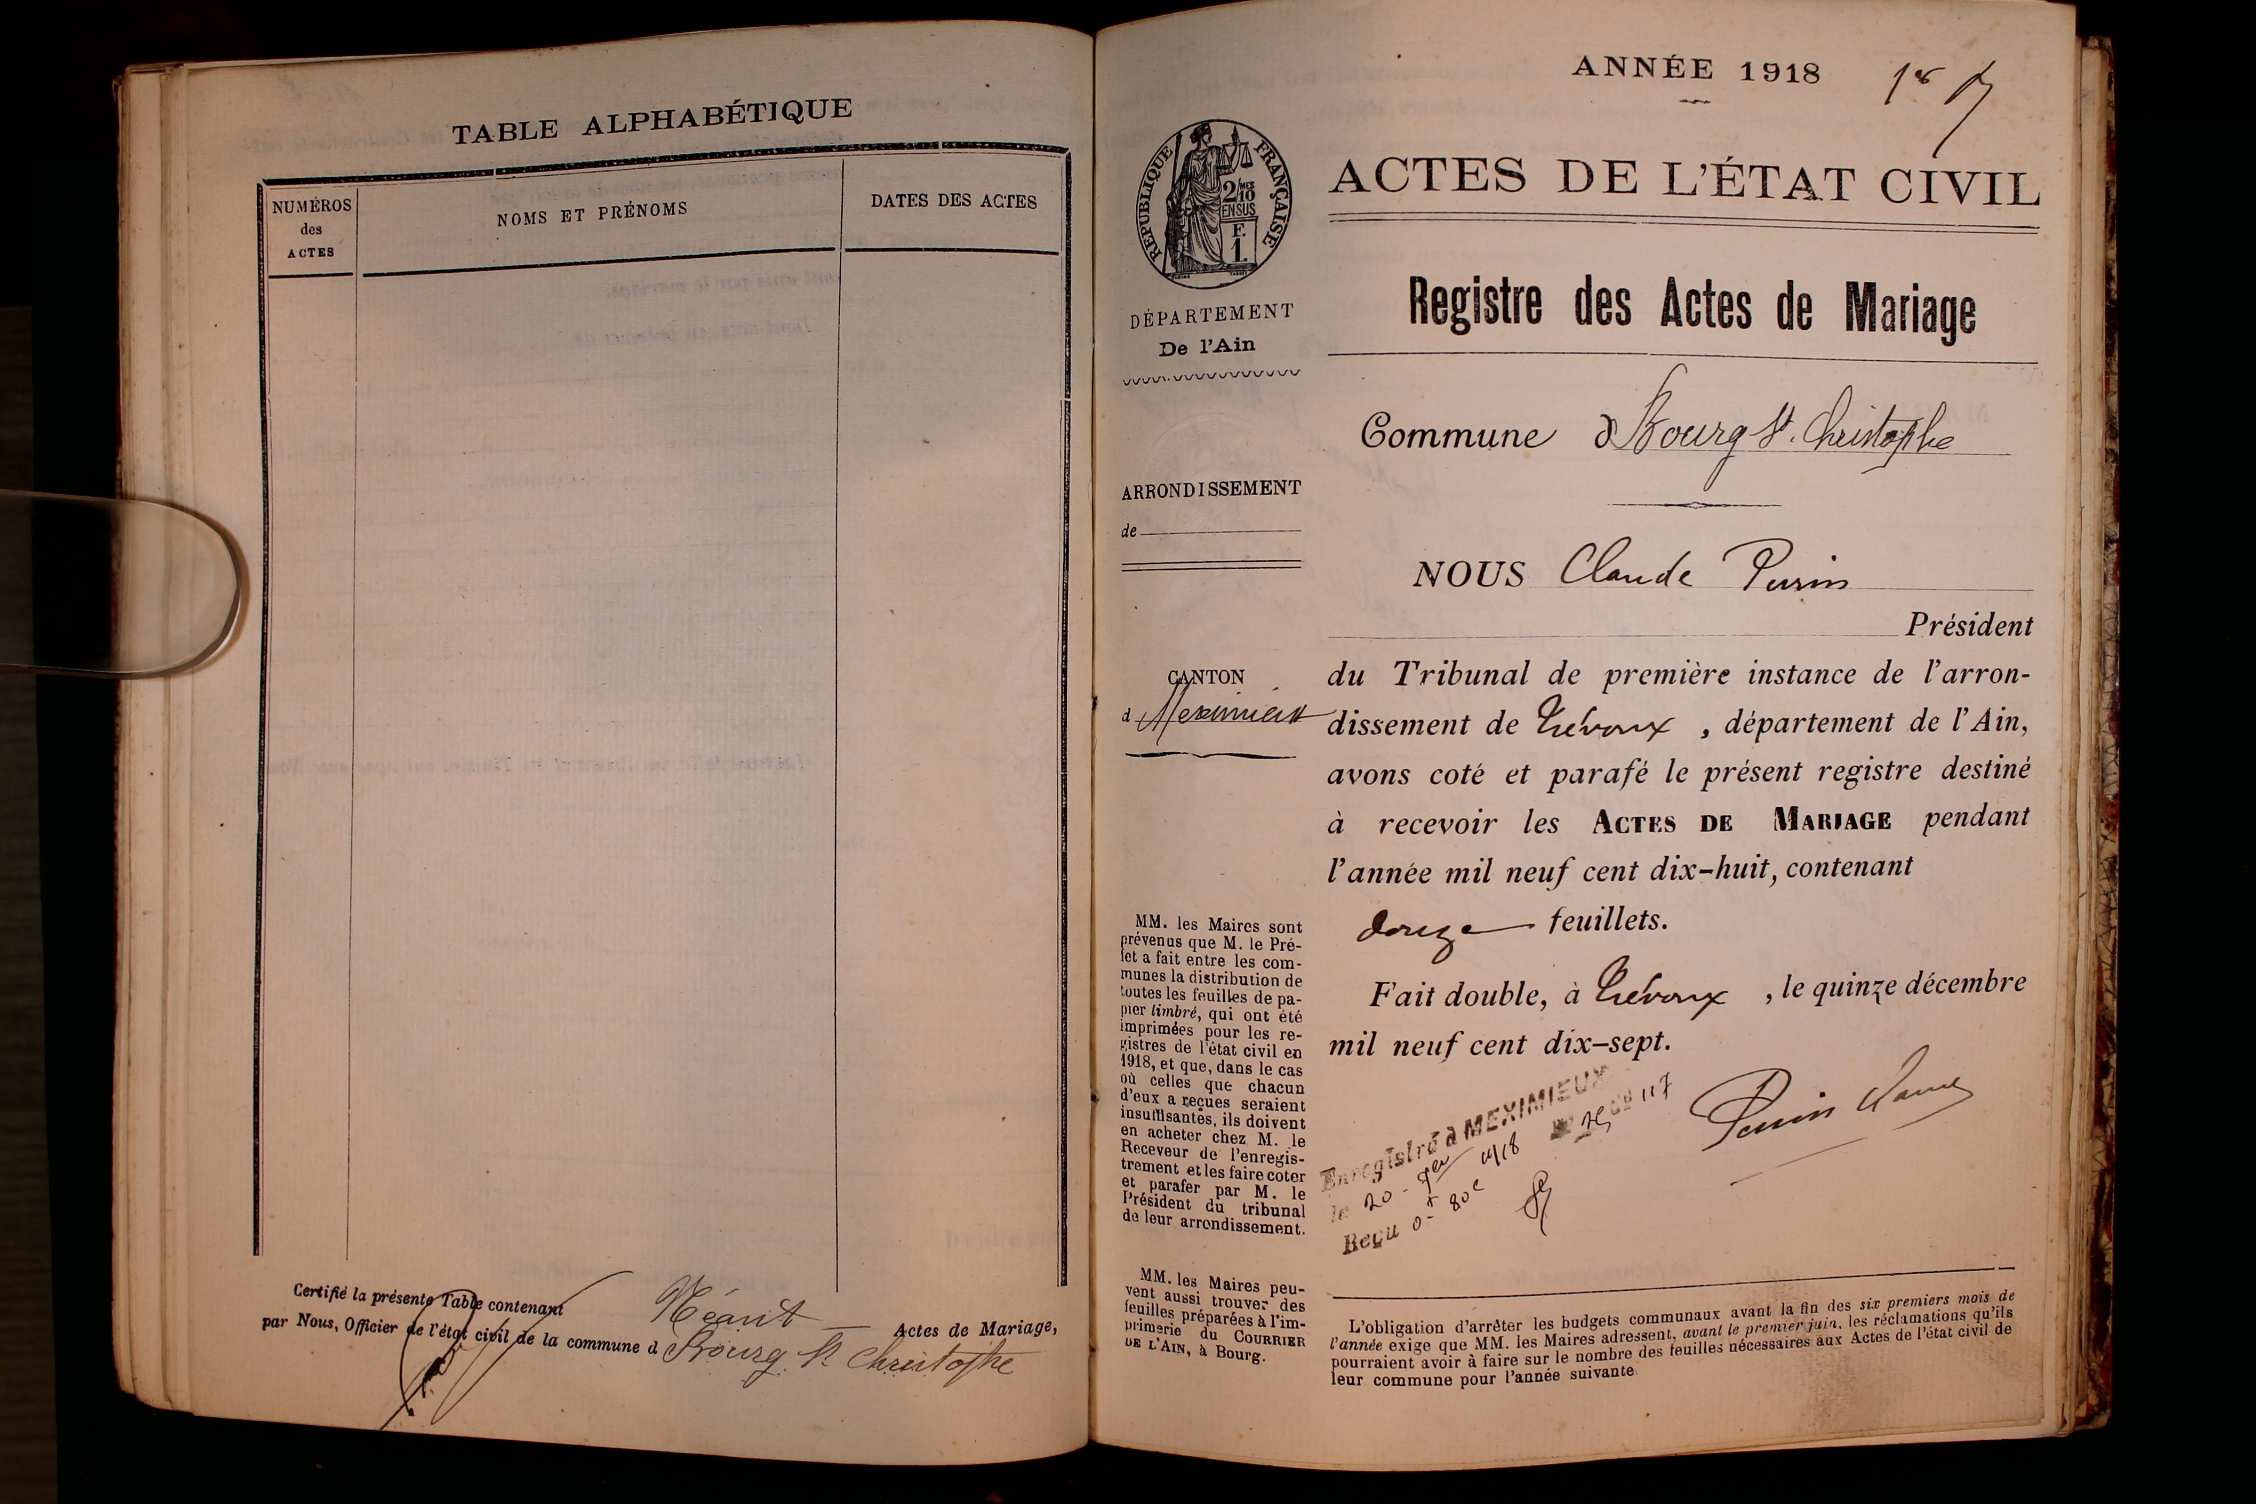 TABLE ALPHABÉTIQUE
NUMÉROS
des
ACTES
NOMS ET PRÉNOMS
DATES DES ACTES
Certifié la présente Table contenant Néant Actes de Mariage,
par Nous, Officier de l'état civil de la commune d Bourg St Christophe
ANNÉE 1918
1er
ACTES DE L'ÉTAT CIVIL
RÉPUBLIQUE FRANÇAISE
2/10
EN SUS
F.
1.
DÉPARTEMENT
De l'Ain
ARRONDISSEMENT
de
CANTON
d Meximieux
MM. les Maires sont
prévenus que M. le Pré-
fet a fait entre les com-
munes la distribution de
toutes les feuilles de pa-
pier timbré, qui ont été
imprimées pour les re-
gistres de l'état civil en
1918, et que, dans le cas
où celles que chacun
d'eux a reçues seraient
insuffisantes, ils doivent
en acheter chez M. le
Receveur de l'enregis-
trement et les faire coter
et parafer par M. le
Président du tribunal
de leur arrondissement.
MM. les Maires peu-
vent aussi trouver des
feuilles préparées à l'im-
primerie du COURRIER
DE L'AIN, à Bourg.
Registre des Actes de Mariage
Commune d Bourg St. Christophe
NOUS Claude Perrin
Président
du Tribunal de première instance de l'arron-
dissement de Trévoux, département de l'Ain,
avons coté et parafé le présent registre destiné
à recevoir les ACTES DE MARIAGE pendant
l'année mil neuf cent dix-huit, contenant
douze feuillets.
Fait double, à Trévoux, le quinze décembre
mil neuf cent dix-sept.
Perrin
Enregistré à MEXIMIEUX
le 20 1918
Reçu 0 f 80 c
L'obligation d'arrêter les budgets communaux avant la fin des six premiers mois de
l'année exige que MM. les Maires adressent, avant le premier juin, les réclamations qu'ils
pourraient avoir à faire sur le nombre des feuilles nécessaires aux Actes de l'état civil de
leur commune pour l'année suivante.